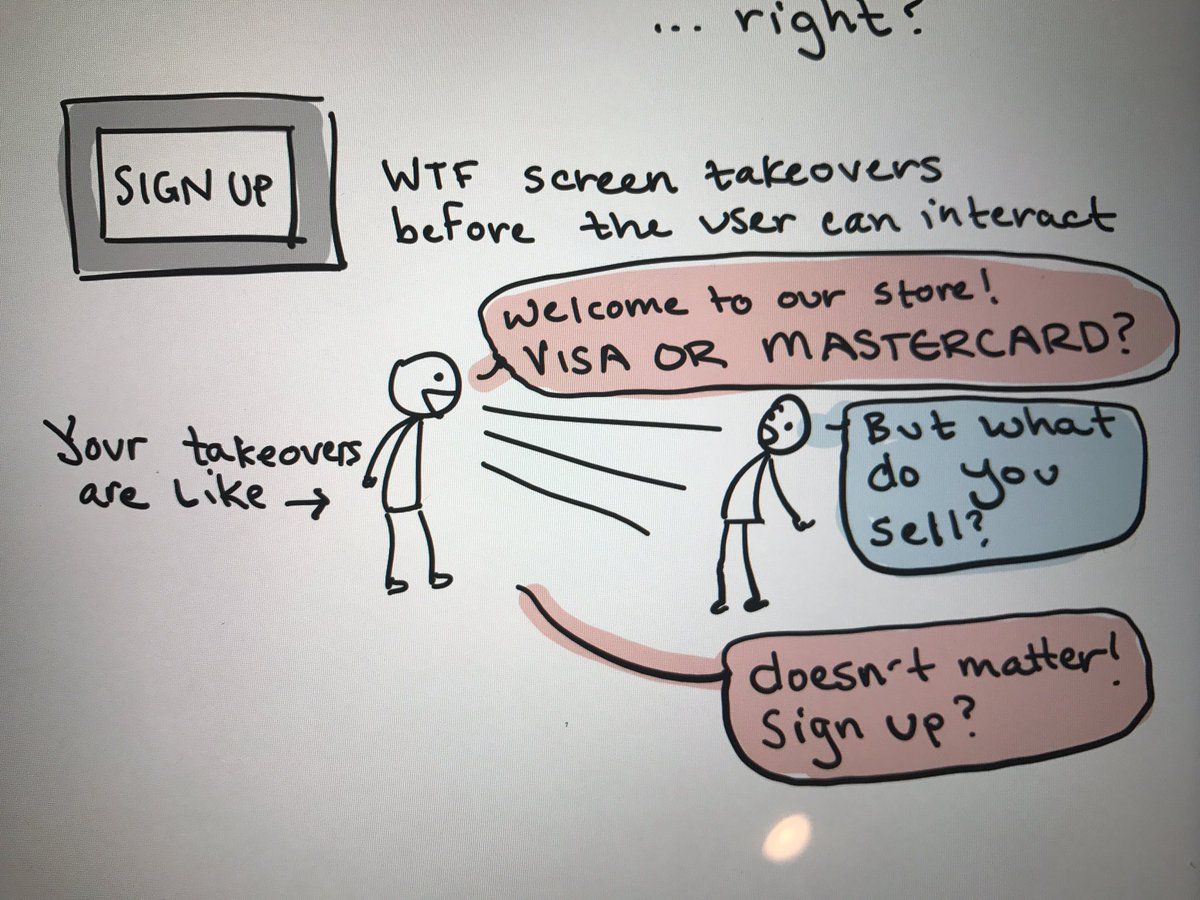 ... right?
SIGN UP
WTF screen takeovers
before the user can interact
Welcome to our store!
VISA OR MASTERCARD?
Your takeovers
are like →
But what
do you
sell?
doesn't matter!
Sign up?